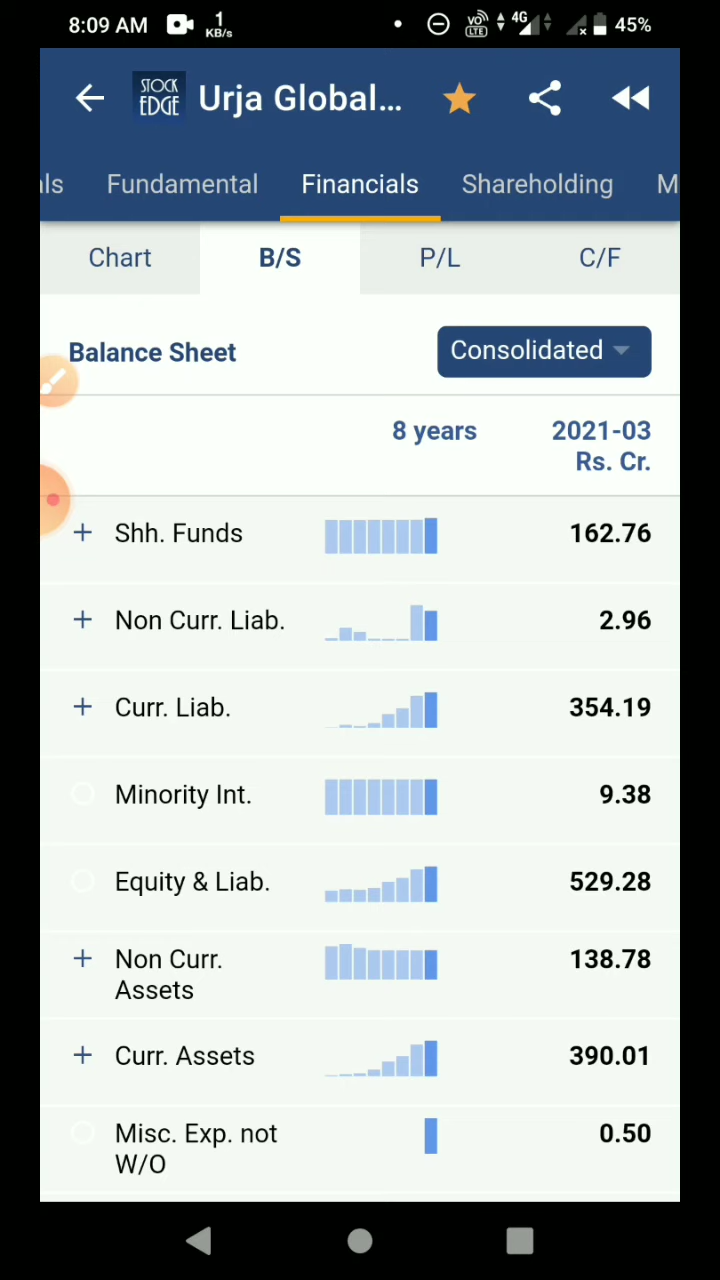 8:09 AM 1 KB/s VO LTE 4G 45%
STOCK EDGE Urja Global...
ls Fundamental Financials Shareholding M
Chart B/S P/L C/F
Balance Sheet Consolidated
8 years 2021-03
Rs. Cr.
+ Shh. Funds 162.76
+ Non Curr. Liab. 2.96
+ Curr. Liab. 354.19
Minority Int. 9.38
Equity & Liab. 529.28
+ Non Curr. 138.78
Assets
+ Curr. Assets 390.01
Misc. Exp. not 0.50
W/O